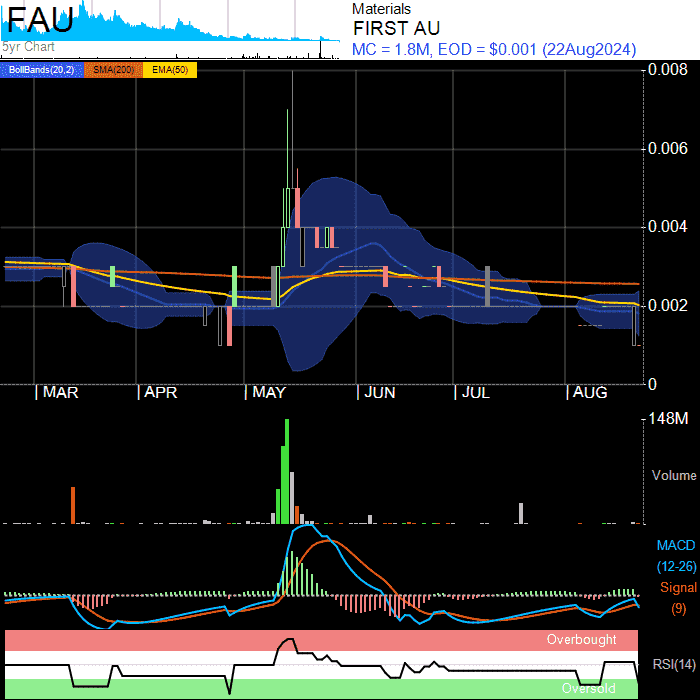 FAU
5yr Chart
Materials
FIRST AU
MC = 1.8M, EOD = $0.001 (22Aug2024)
BollBands(20,2) SMA(200) EMA(50)
0.008
0.006
0.004
0.002
0
| MAR | APR | MAY | JUN | JUL | AUG
148M
Volume
MACD
(12-26)
Signal
(9)
Overbought
RSI(14)
Oversold